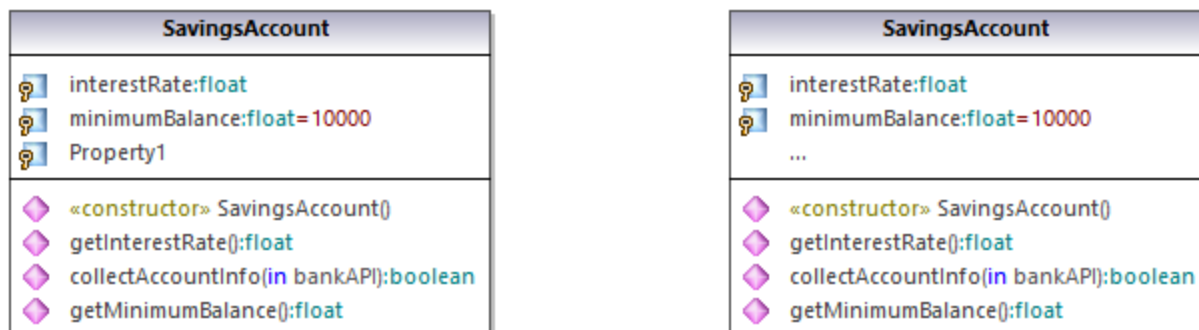 SavingsAccount
interestRate:float
minimumBalance:float=10000
Property1
«constructor» SavingsAccount()
getInterestRate():float
collectAccountInfo(in bankAPI):boolean
getMinimumBalance():float
SavingsAccount
interestRate:float
minimumBalance:float=10000
...
«constructor» SavingsAccount()
getInterestRate():float
collectAccountInfo(in bankAPI):boolean
getMinimumBalance():float